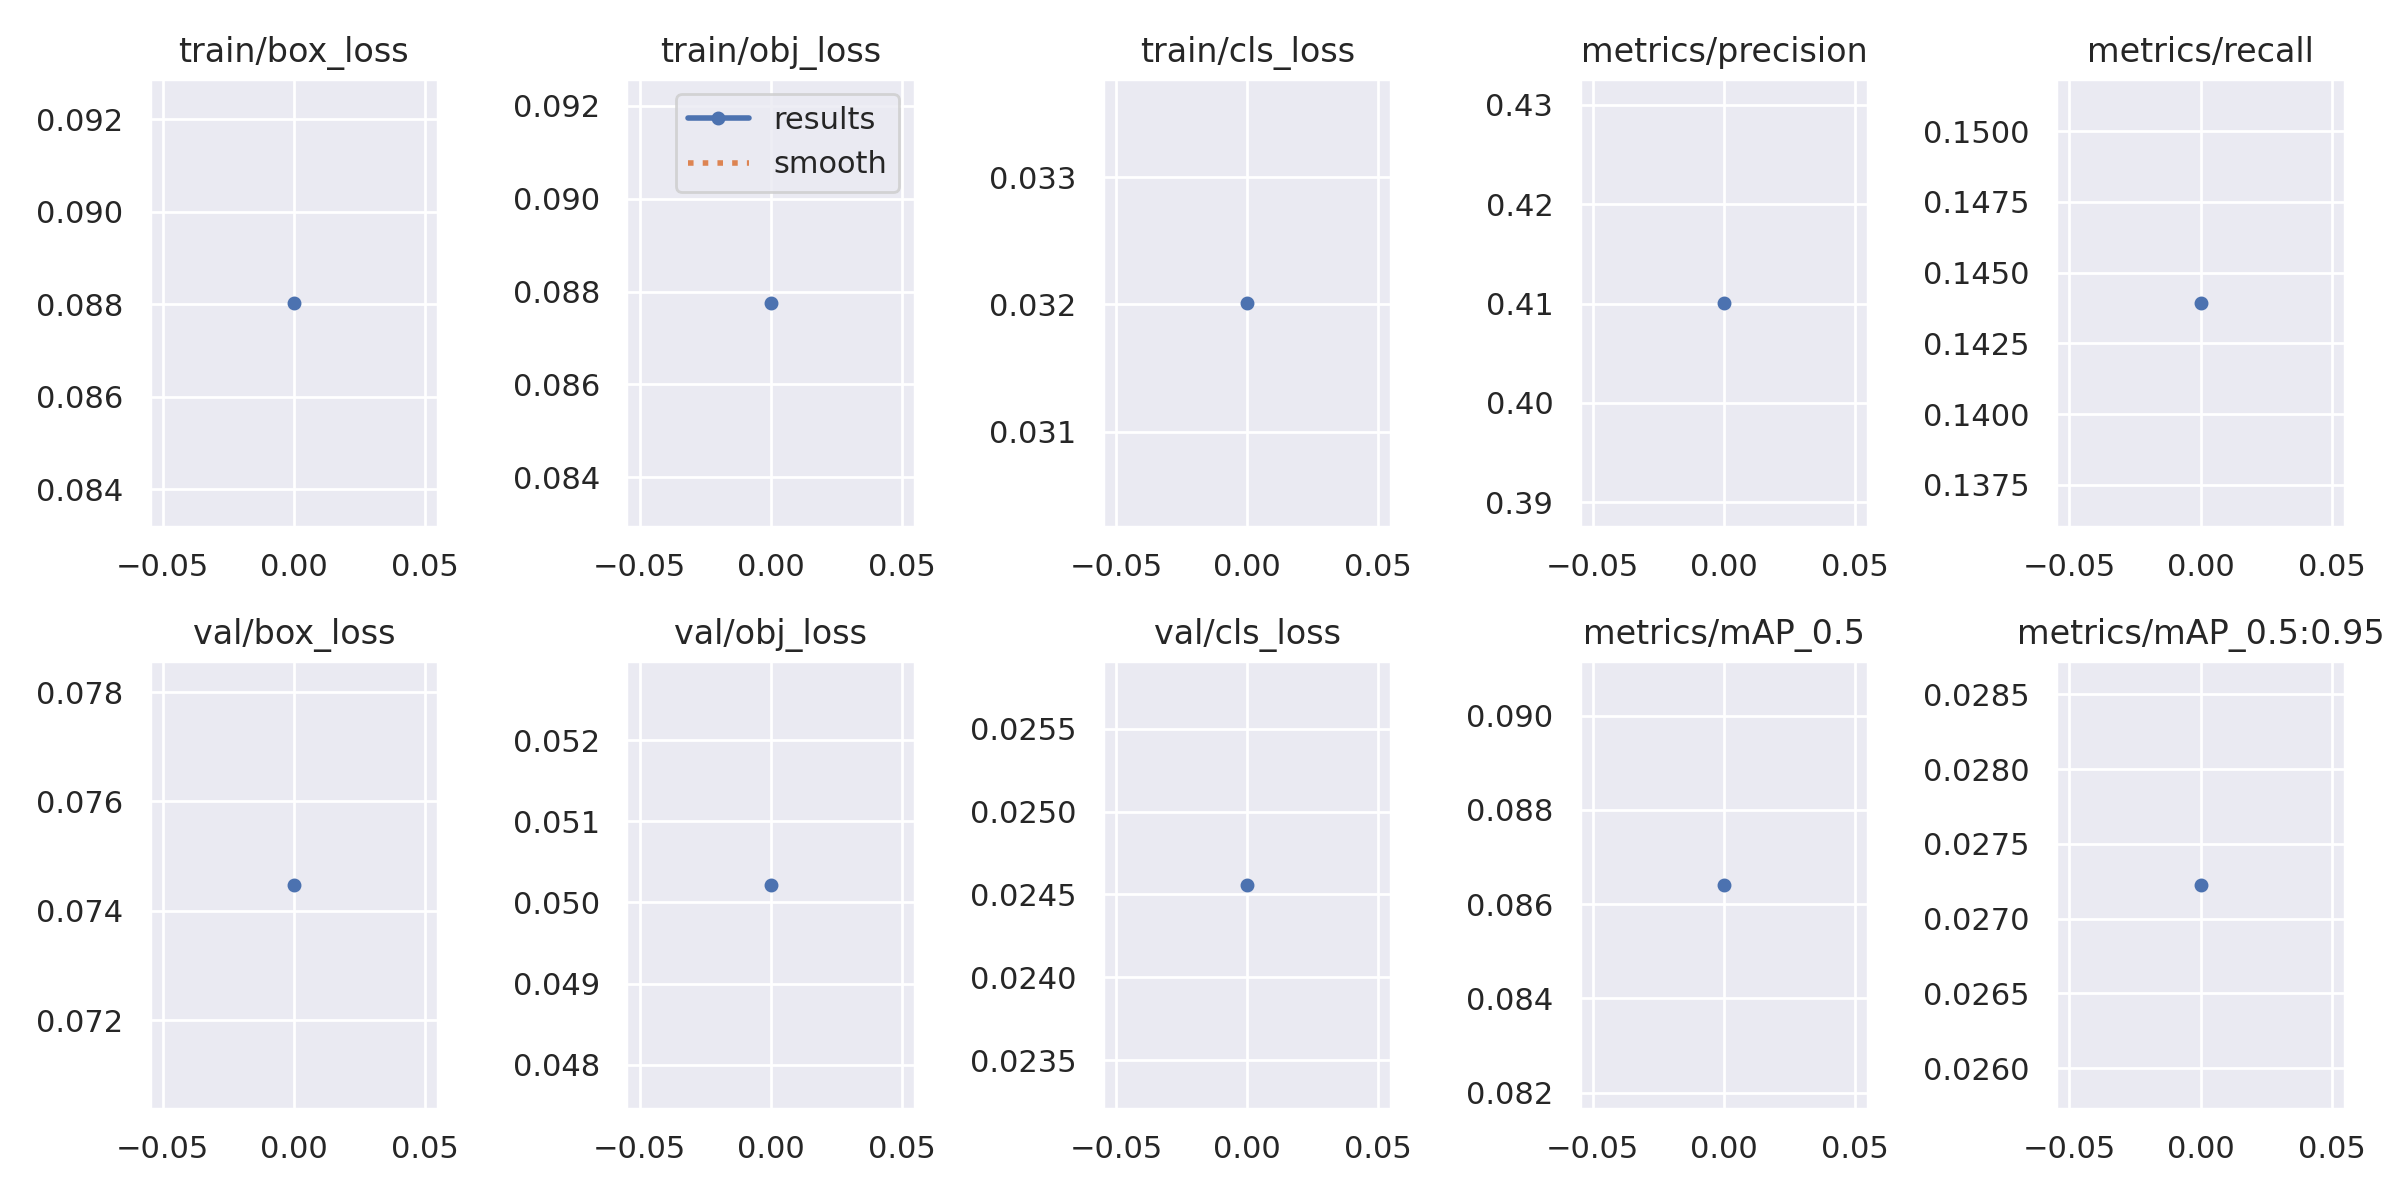 train/box_loss
0.092
0.090
0.088
0.086
0.084
−0.05 0.00 0.05
train/obj_loss
results
smooth
0.092
0.090
0.088
0.086
0.084
−0.05 0.00 0.05
train/cls_loss
0.033
0.032
0.031
−0.05 0.00 0.05
metrics/precision
0.43
0.42
0.41
0.40
0.39
−0.05 0.00 0.05
metrics/recall
0.1500
0.1475
0.1450
0.1425
0.1400
0.1375
−0.05 0.00 0.05
val/box_loss
0.078
0.076
0.074
0.072
−0.05 0.00 0.05
val/obj_loss
0.052
0.051
0.050
0.049
0.048
−0.05 0.00 0.05
val/cls_loss
0.0255
0.0250
0.0245
0.0240
0.0235
−0.05 0.00 0.05
metrics/mAP_0.5
0.090
0.088
0.086
0.084
0.082
−0.05 0.00 0.05
metrics/mAP_0.5:0.95
0.0285
0.0280
0.0275
0.0270
0.0265
0.0260
−0.05 0.00 0.05